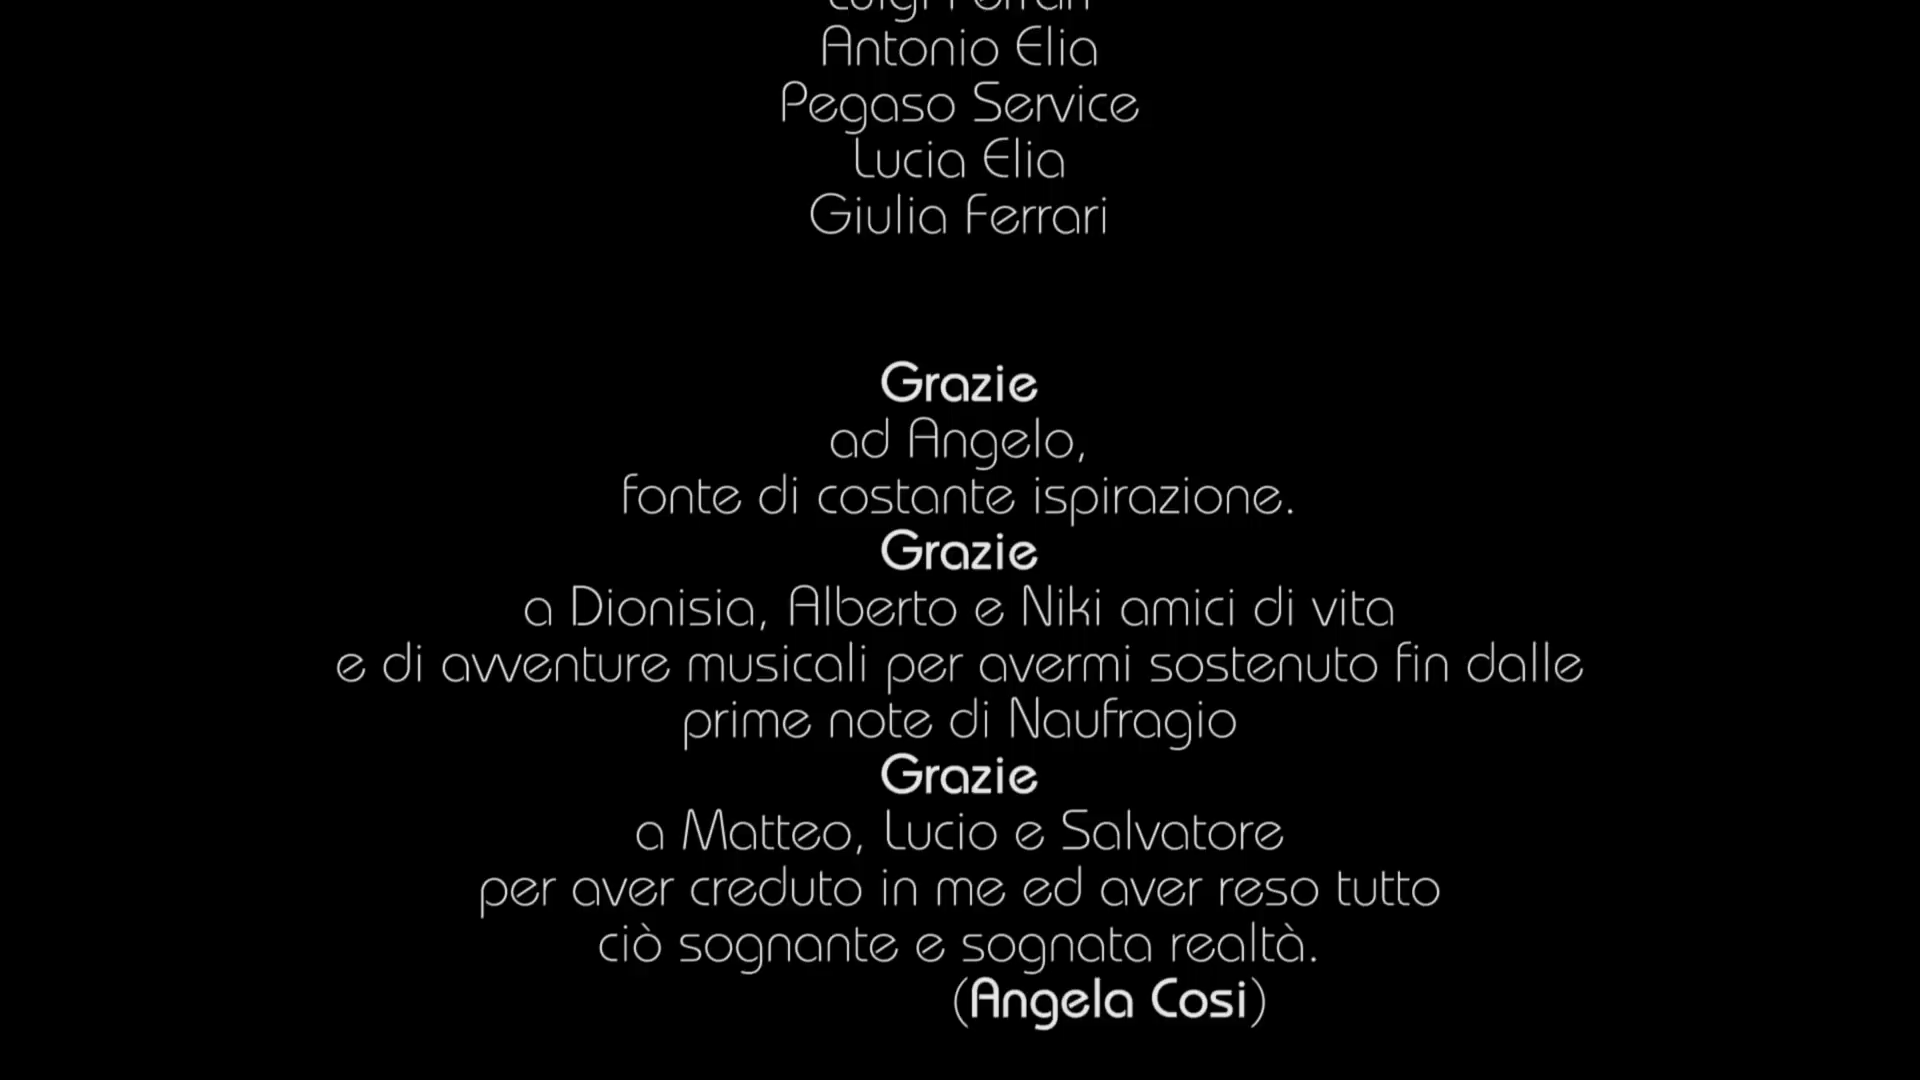 Luigi Ferrari
Antonio Elia
Pegaso Service
Lucia Elia
Giulia Ferrari
Grazie
ad Angelo,
fonte di costante ispirazione.
Grazie
a Dionisia, Alberto e Niki amici di vita
e di avventure musicali per avermi sostenuto fin dalle
prime note di Naufragio
Grazie
a Matteo, Lucio e Salvatore
per aver creduto in me ed aver reso tutto
ciò sognante e sognata realtà.
(Angela Cosi)